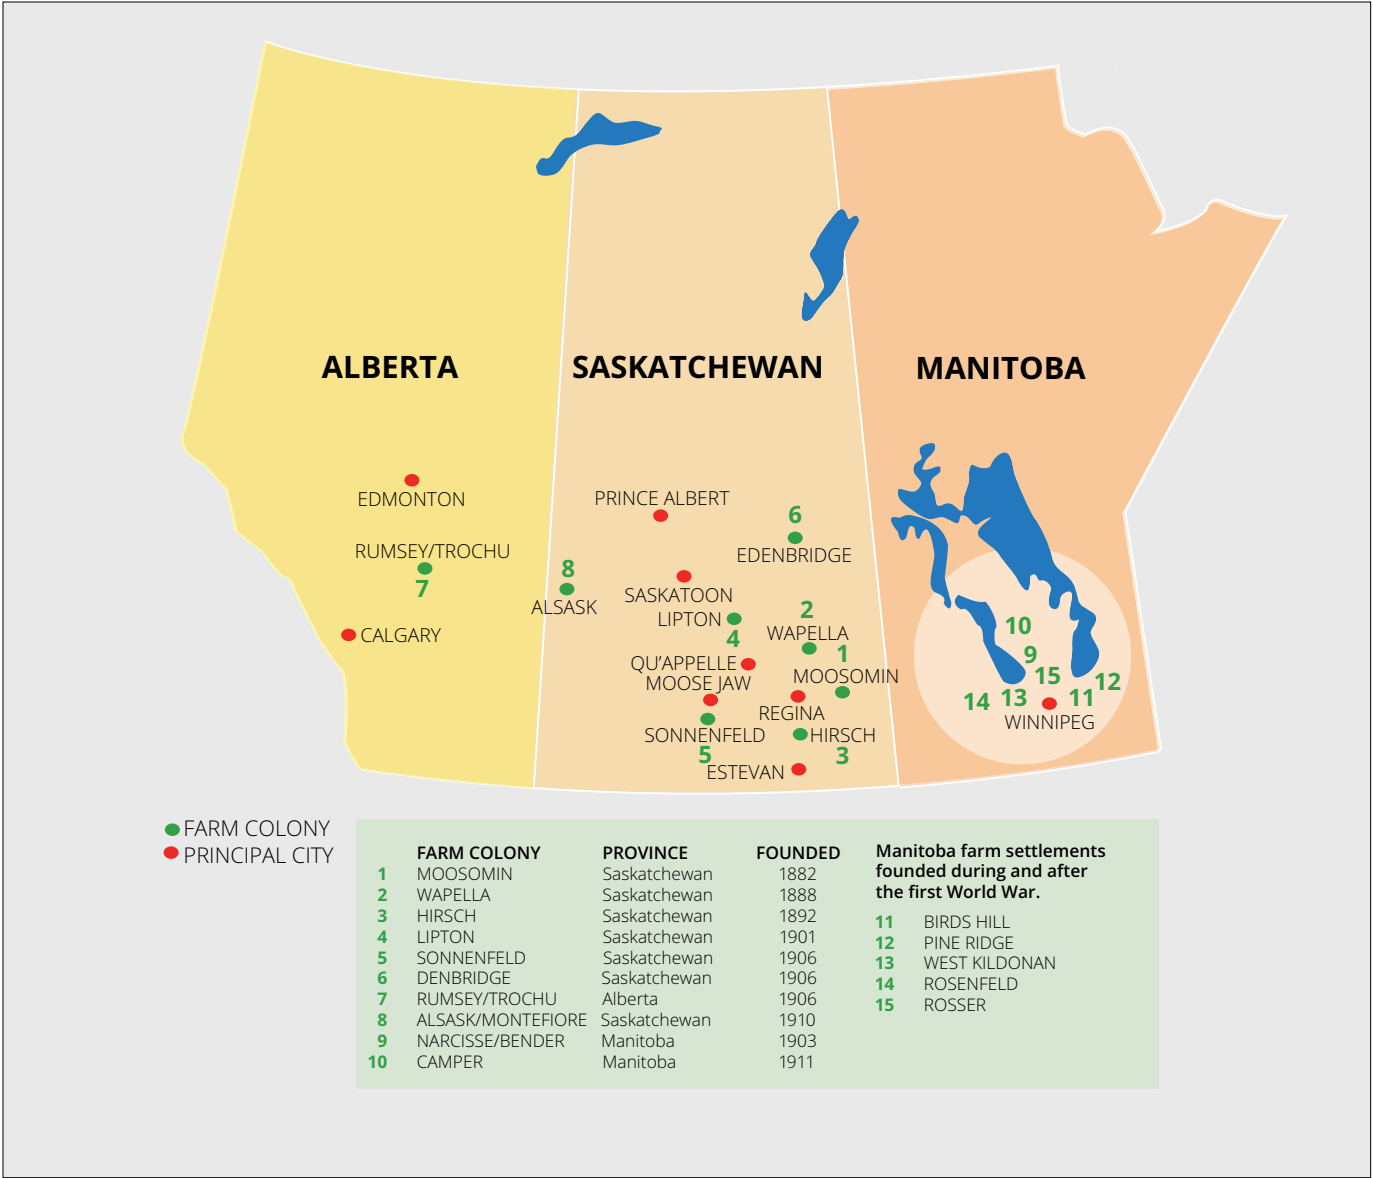 ALBERTA
SASKATCHEWAN
MANITOBA
EDMONTON
RUMSEY/TROCHU
7
CALGARY
PRINCE ALBERT
6
EDENBRIDGE
8
ALSASK
SASKATOON
LIPTON
4
2
WAPELLA
1
MOOSOMIN
QU'APPELLE
MOOSE JAW
REGINA
SONNENFELD
5
HIRSCH
3
ESTEVAN
10
9
15
12
14
13
11
WINNIPEG
FARM COLONY
PRINCIPAL CITY
FARM COLONY PROVINCE FOUNDED
1 MOOSOMIN Saskatchewan 1882
2 WAPELLA Saskatchewan 1888
3 HIRSCH Saskatchewan 1892
4 LIPTON Saskatchewan 1901
5 SONNENFELD Saskatchewan 1906
6 DENBRIDGE Saskatchewan 1906
7 RUMSEY/TROCHU Alberta 1906
8 ALSASK/MONTEFIORE Saskatchewan 1910
9 NARCISSE/BENDER Manitoba 1903
10 CAMPER Manitoba 1911
Manitoba farm settlements
founded during and after
the first World War.
11 BIRDS HILL
12 PINE RIDGE
13 WEST KILDONAN
14 ROSENFELD
15 ROSSER